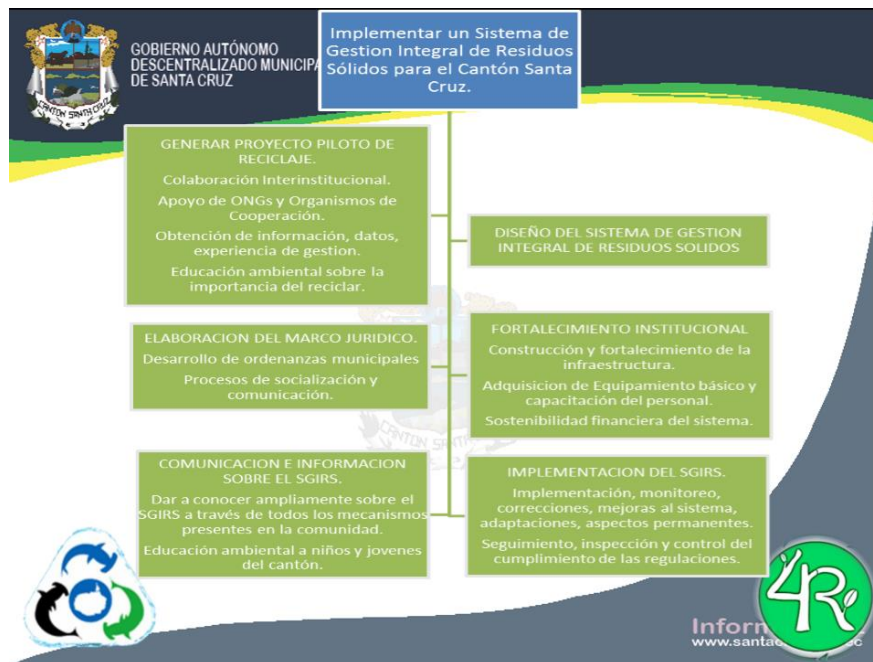 GOBIERNO AUTÓNOMO
DESCENTRALIZADO MUNICIPA
DE SANTA CRUZ
CANTON SANTA CRUZ
Implementar un Sistema de
Gestion Integral de Residuos
Sólidos para el Cantón Santa
Cruz.
GENERAR PROYECTO PILOTO DE
RECICLAJE.
Colaboración Interinstitucional.
Apoyo de ONGs y Organismos de
Cooperación.
Obtención de información, datos,
experiencia de gestion.
Educación ambiental sobre la
importancia del reciclar.
DISEÑO DEL SISTEMA DE GESTION
INTEGRAL DE RESIDUOS SOLIDOS
ELABORACION DEL MARCO JURIDICO.
Desarrollo de ordenanzas municipales
Procesos de socialización y
comunicación.
FORTALECIMIENTO INSTITUCIONAL
Construcción y fortalecimiento de la
infraestructura.
Adquisicion de Equipamiento básico y
capacitación del personal.
Sostenibilidad financiera del sistema.
COMUNICACION E INFORMACION
SOBRE EL SGIRS.
Dar a conocer ampliamente sobre el
SGIRS a través de todos los mecanismos
presentes en la comunidad.
Educación ambiental a niños y jovenes
del cantón.
IMPLEMENTACION DEL SGIRS.
Implementación, monitoreo,
correcciones, mejoras al sistema,
adaptaciones, aspectos permanentes.
Seguimiento, inspección y control del
cumplimiento de las regulaciones.
4R